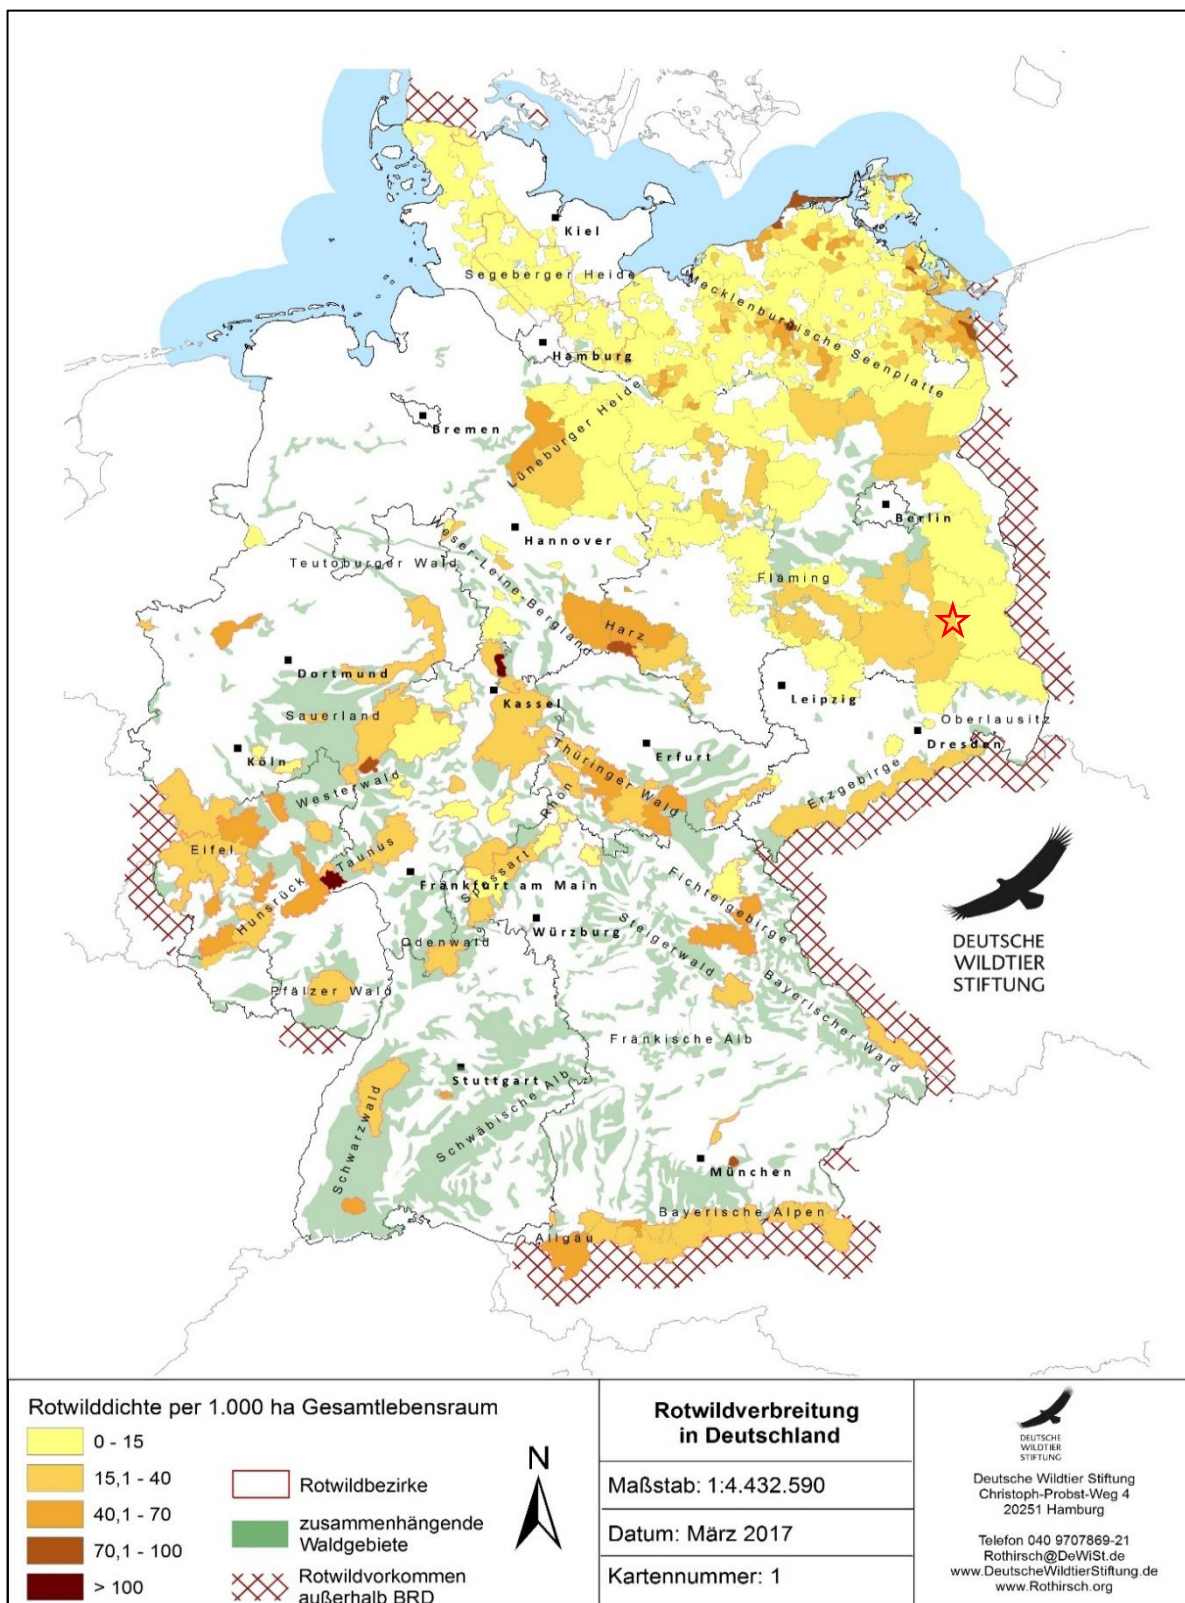 Kiel
Segeberger Heide
Mecklenburgische Seenplatte
Hamburg
Lüneburger Heide
Bremen
Berlin
Hannover
Weser-Leine-Bergland
Teutoburger Wald
Fläming
Harz
Dortmund
Leipzig
Kassel
Sauerland
Oberlausitz
Dresden
Köln
Erfurt
Thüringer Wald
Westerwald
Erzgebirge
Rhön
Eifel
Taunus
Spessart
Frankfurt am Main
Hunsrück
Fichtelgebirge
Würzburg
Steigerwald
Odenwald
Pfälzer Wald
Bayerischer Wald
Fränkische Alb
Stuttgart
Schwäbische Alb
Schwarzwald
München
Bayerische Alpen
Allgäu
DEUTSCHE
WILDTIER
STIFTUNG
Rotwilddichte per 1.000 ha Gesamtlebensraum
0 - 15
15,1 - 40
40,1 - 70
70,1 - 100
> 100
Rotwildbezirke
zusammenhängende
Waldgebiete
Rotwildvorkommen
außerhalb BRD
N
Rotwildverbreitung
in Deutschland
Maßstab: 1:4.432.590
Datum: März 2017
Kartennummer: 1
DEUTSCHE
WILDTIER
STIFTUNG
Deutsche Wildtier Stiftung
Christoph-Probst-Weg 4
20251 Hamburg
Telefon 040 9707869-21
Rothirsch@DeWiSt.de
www.DeutscheWildtierStiftung.de
www.Rothirsch.org